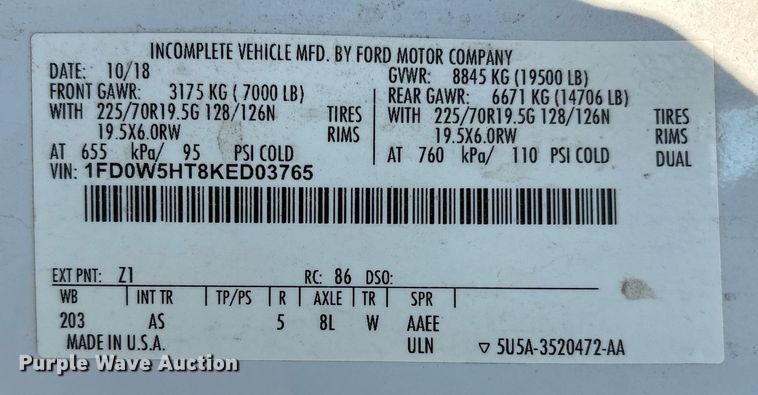 INCOMPLETE VEHICLE MFD. BY FORD MOTOR COMPANY
DATE: 10/18 GVWR: 8845 KG (19500 LB)
FRONT GAWR: 3175 KG ( 7000 LB) REAR GAWR: 6671 KG (14706 LB)
WITH 225/70R19.5G 128/126N TIRES WITH 225/70R19.5G 128/126N TIRES
19.5X6.0RW RIMS 19.5X6.0RW RIMS
AT 655 kPa/ 95 PSI COLD AT 760 kPa/ 110 PSI COLD DUAL
VIN: 1FD0W5HT8KED03765
EXT PNT: Z1 RC: 86 DSO:
WB INT TR TP/PS R AXLE TR SPR
203 AS 5 8L W AAEE
MADE IN U.S.A. ULN ▽ 5U5A-3520472-AA
Purple Wave Auction